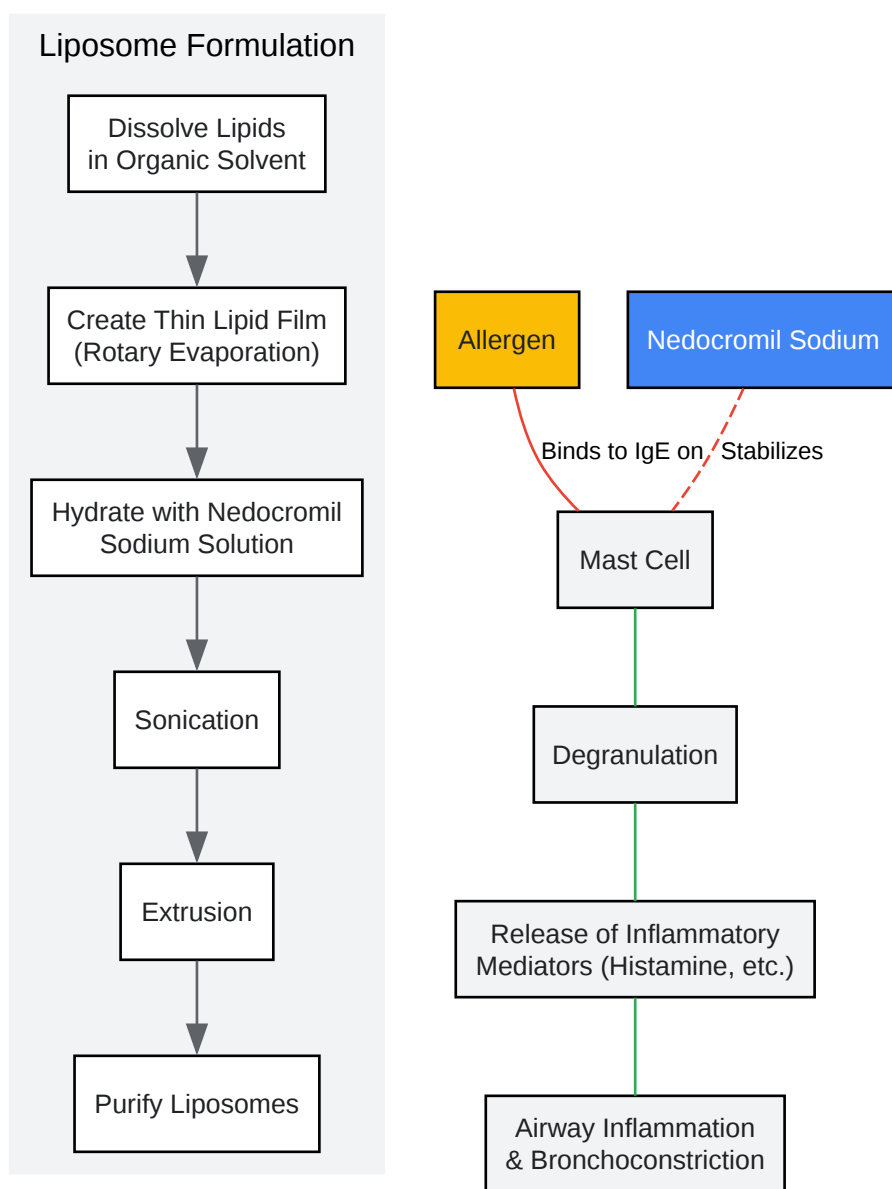 Liposome Formulation
Dissolve Lipids
in Organic Solvent
Create Thin Lipid Film
(Rotary Evaporation)
Hydrate with Nedocromil
Sodium Solution
Sonication
Extrusion
Purify Liposomes
Allergen
Nedocromil Sodium
Binds to IgE on
Stabilizes
Mast Cell
Degranulation
Release of Inflammatory
Mediators (Histamine, etc.)
Airway Inflammation
& Bronchoconstriction